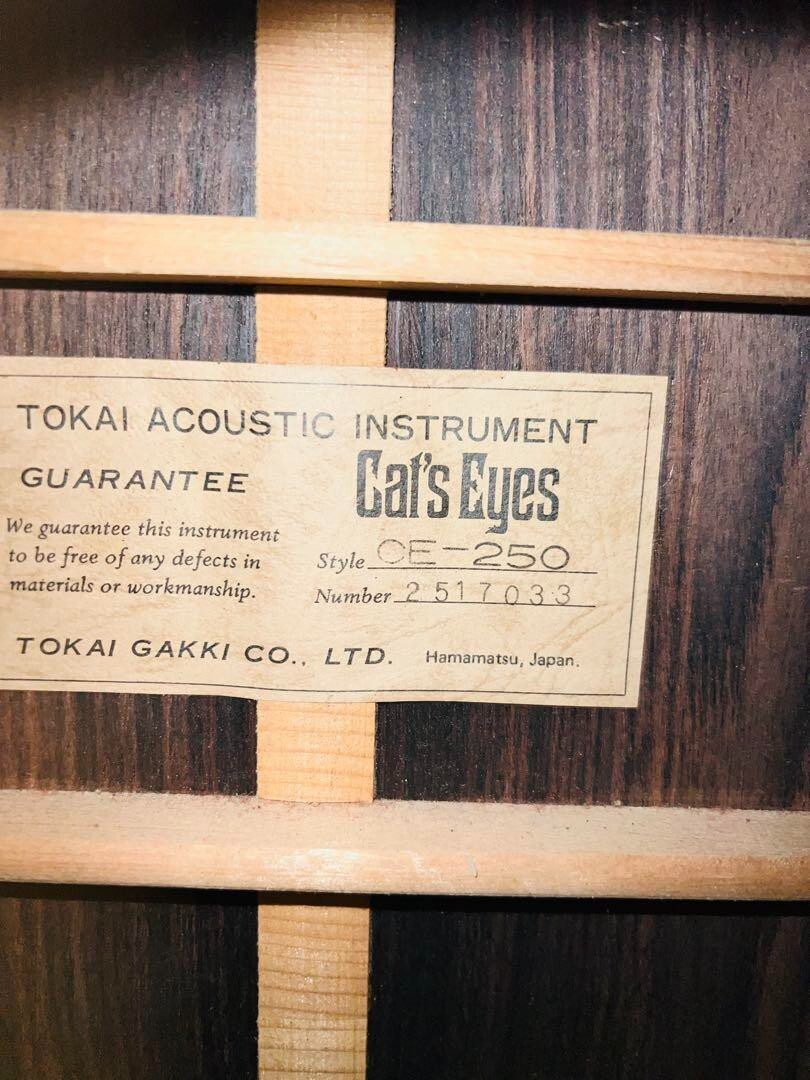 TOKAI ACOUSTIC INSTRUMENT
GUARANTEE
Cat's Eyes
We guarantee this instrument
to be free of any defects in
materials or workmanship.
Style CE-250
Number 2517033
TOKAI GAKKI CO., LTD. Hamamatsu, Japan.